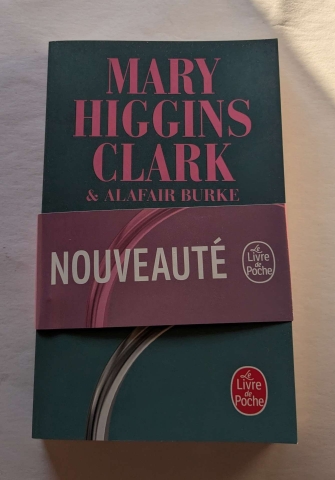 MARY
HIGGINS
CLARK
& ALAFAIR BURKE
NOUVEAUTÉ
Le
Livre
de
Poche
Le
Livre
de
Poche